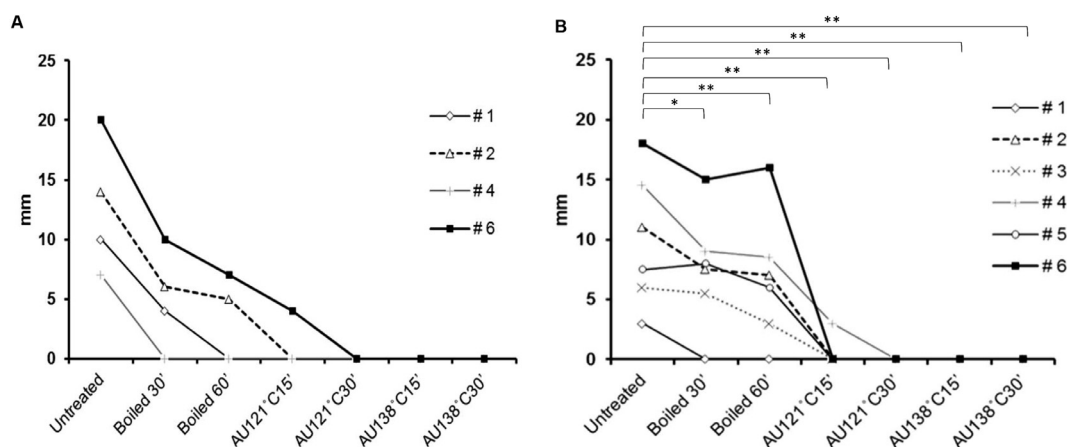 A
25
20
15
10
5
0
mm
# 1
# 2
# 4
# 6
Untreated
Boiled 30'
Boiled 60'
AU121°C15'
AU121°C30'
AU138°C15'
AU138°C30'
B
**
**
**
**
**
*
25
20
15
10
5
0
mm
# 1
# 2
# 3
# 4
# 5
# 6
Untreated
Boiled 30'
Boiled 60'
AU121°C15'
AU121°C30'
AU138°C15'
AU138°C30'